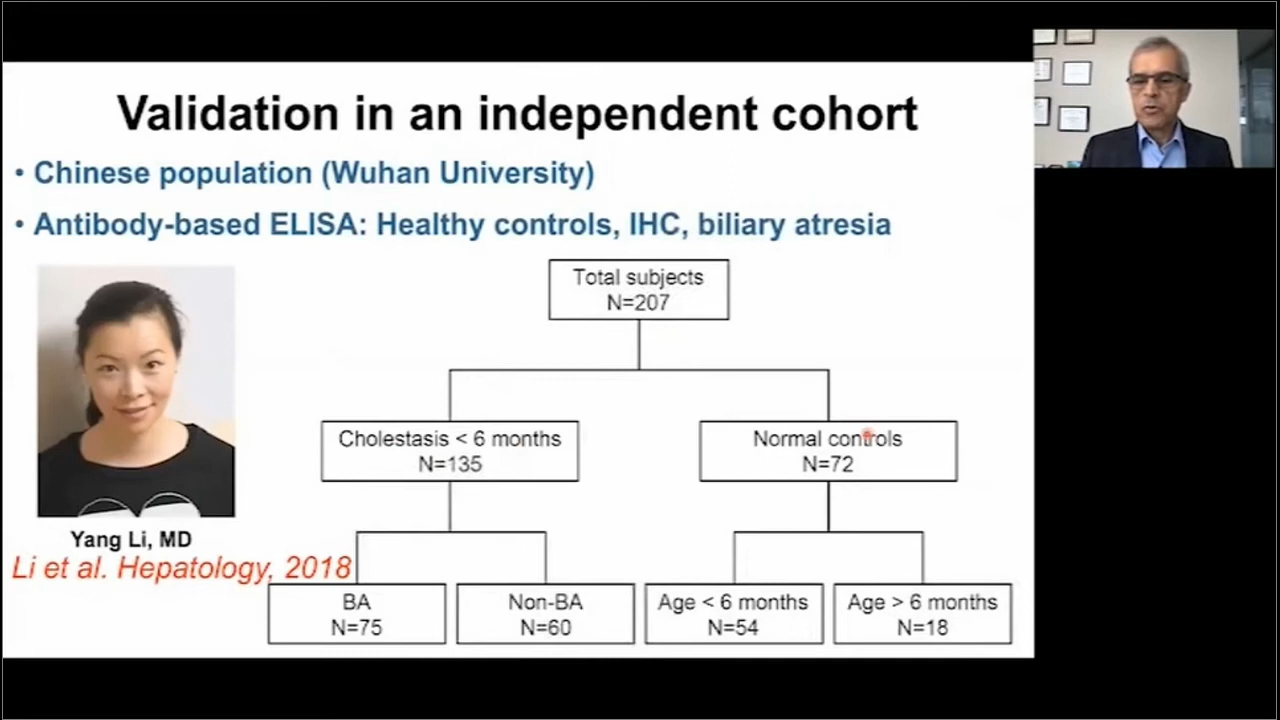 Validation in an independent cohort
• Chinese population (Wuhan University)
• Antibody-based ELISA: Healthy controls, IHC, biliary atresia
Total subjects
N=207
Cholestasis < 6 months
N=135
Normal controls
N=72
Yang Li, MD
Li et al. Hepatology, 2018
BA
N=75
Non-BA
N=60
Age < 6 months
N=54
Age > 6 months
N=18